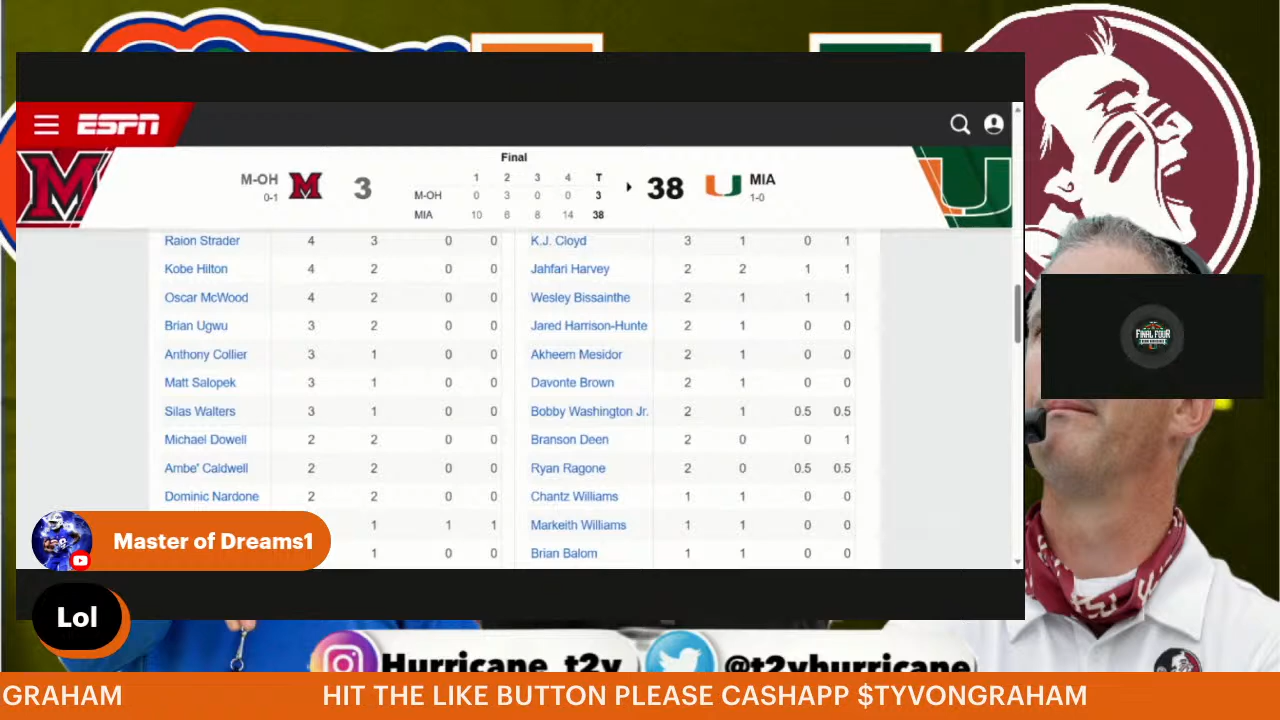 ESPN
Final
M-OH
0-1
3
1 2 3 4 T
M-OH 0 3 0 0 3
MIA 10 6 8 14 38
38
MIA
1-0
Raion Strader 4 3 0 0
K.J. Cloyd 3 1 0 1
Kobe Hilton 4 2 0 0
Jahfari Harvey 2 2 1 1
Oscar McWood 4 2 0 0
Wesley Bissainthe 2 1 1 1
Brian Ugwu 3 2 0 0
Jared Harrison-Hunte 2 1 0 0
Anthony Collier 3 1 0 0
Akheem Mesidor 2 1 0 0
Matt Salopek 3 1 0 0
Davonte Brown 2 1 0 0
Silas Walters 3 1 0 0
Bobby Washington Jr. 2 1 0.5 0.5
Michael Dowell 2 2 0 0
Branson Deen 2 0 0 1
Ambe' Caldwell 2 2 0 0
Ryan Ragone 2 0 0.5 0.5
Dominic Nardone 2 2 0 0
Chantz Williams 1 1 0 0
1 1 1
Markeith Williams 1 1 0 0
1 0 0
Brian Balom 1 1 0 0
FINAL FOUR
Master of Dreams1
Lol
Hurricane_t2y
@t2yhurricane
GRAHAM HIT THE LIKE BUTTON PLEASE CASHAPP $TYVONGRAHAM